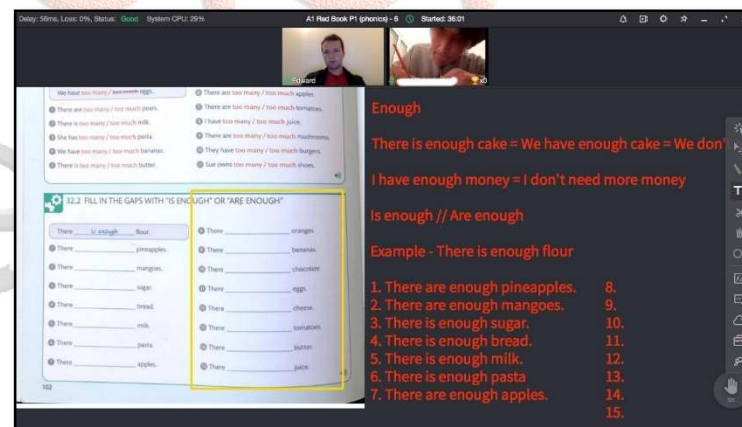 Delay: 56ms, Loss: 0%, Status: Good System CPU: 29%
A1 Red Book P1 (phonics) - 6
Started: 36:01
Edward
x0
We have too many / too much eggs.
There are too many / too much pears.
There is too many / too much milk.
She has too many / too much pasta.
We have too many / too much bananas.
There is too many / too much butter.
There are too many / too much apples.
There are too many / too much tomatoes.
I have too many / too much juice.
There are too many / too much mushrooms.
They have too many / too much burgers.
Sue owns too many / too much shoes.
32.2 FILL IN THE GAPS WITH "IS ENOUGH" OR "ARE ENOUGH"
There is enough flour.
There pineapples.
There mangoes.
There sugar.
There bread.
There milk.
There pasta.
There apples.
There oranges.
There bananas.
There chocolate.
There eggs.
There cheese.
There tomatoes.
There butter.
There juice.
102
Enough
There is enough cake = We have enough cake = We don'
I have enough money = I don't need more money
Is enough // Are enough
Example - There is enough flour
1. There are enough pineapples.
2. There are enough mangoes.
3. There is enough sugar.
4. There is enough bread.
5. There is enough milk.
6. There is enough pasta
7. There are enough apples.
8.
9.
10.
11.
12.
13.
14.
15.